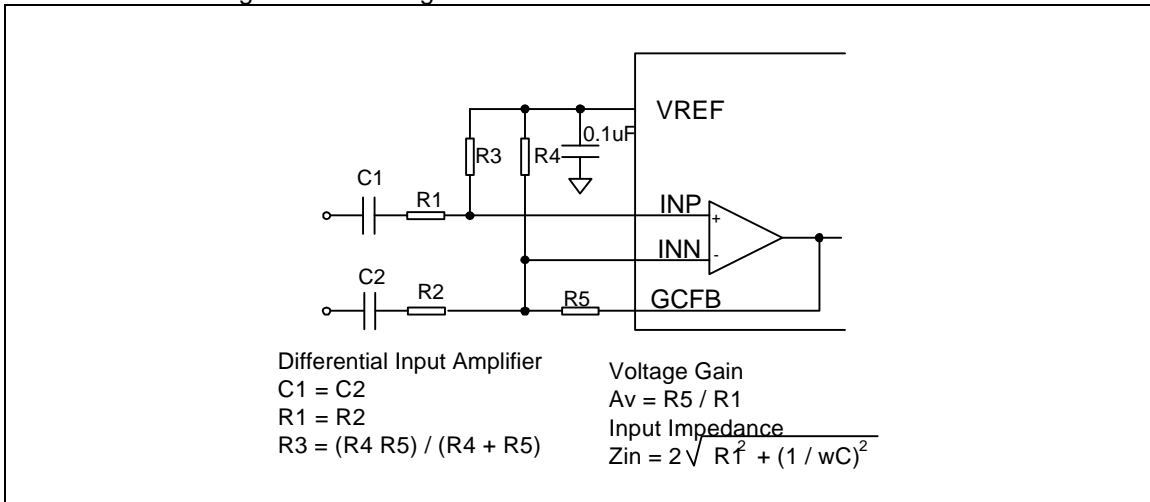 VREF
0.1uF
R3
R4
C1
R1
INP
+
INN
-
C2
R2
R5
GCFB
Differential Input Amplifier
C1 = C2
R1 = R2
R3 = (R4 R5) / (R4 + R5)
Voltage Gain
Av = R5 / R1
Input Impedance
Zin = 2√ R1² + (1 / wC)²